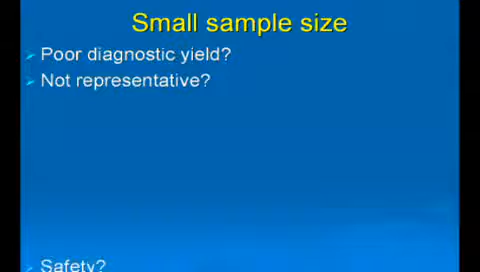 Small sample size
Poor diagnostic yield?
Not representative?
Safety?